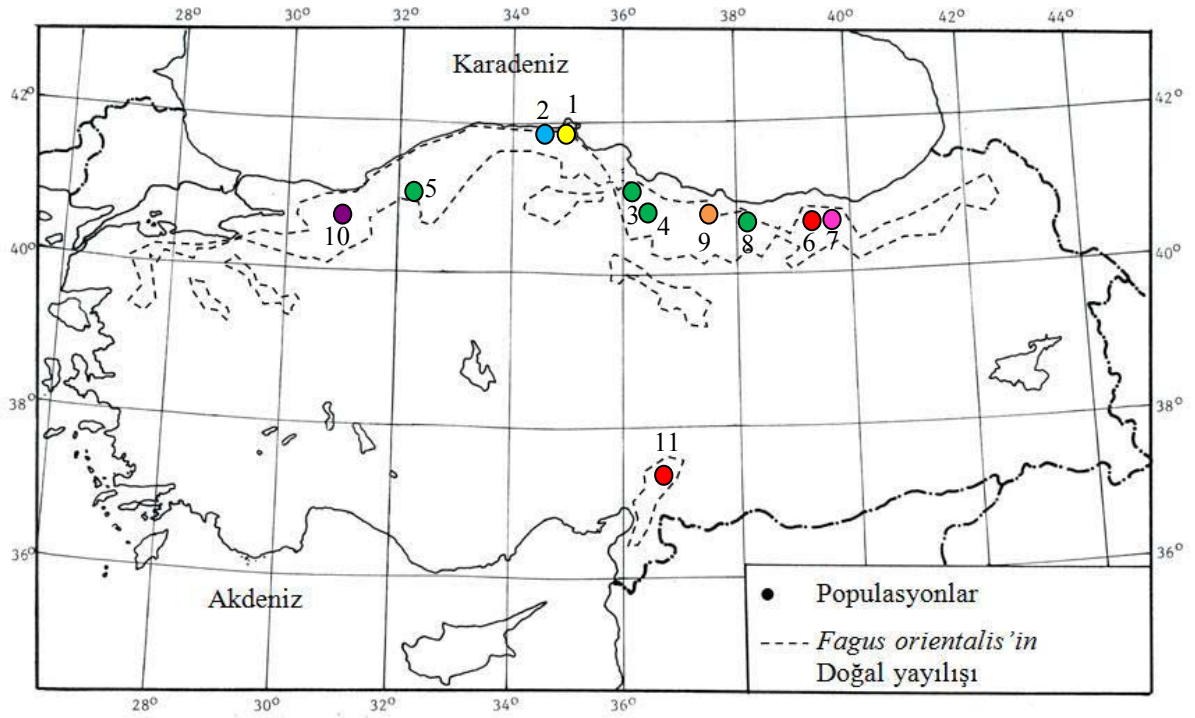 28° 30° 32° 34° 36° 38° 40° 42° 44°
Karadeniz
42° 42°
2 1
5
3 4 9 8 6 7
10
40° 40°
38° 38°
11
36° 36°
Akdeniz
Populasyonlar
Fagus orientalis'in
Doğal yayılışı
28° 30° 32° 34° 36°